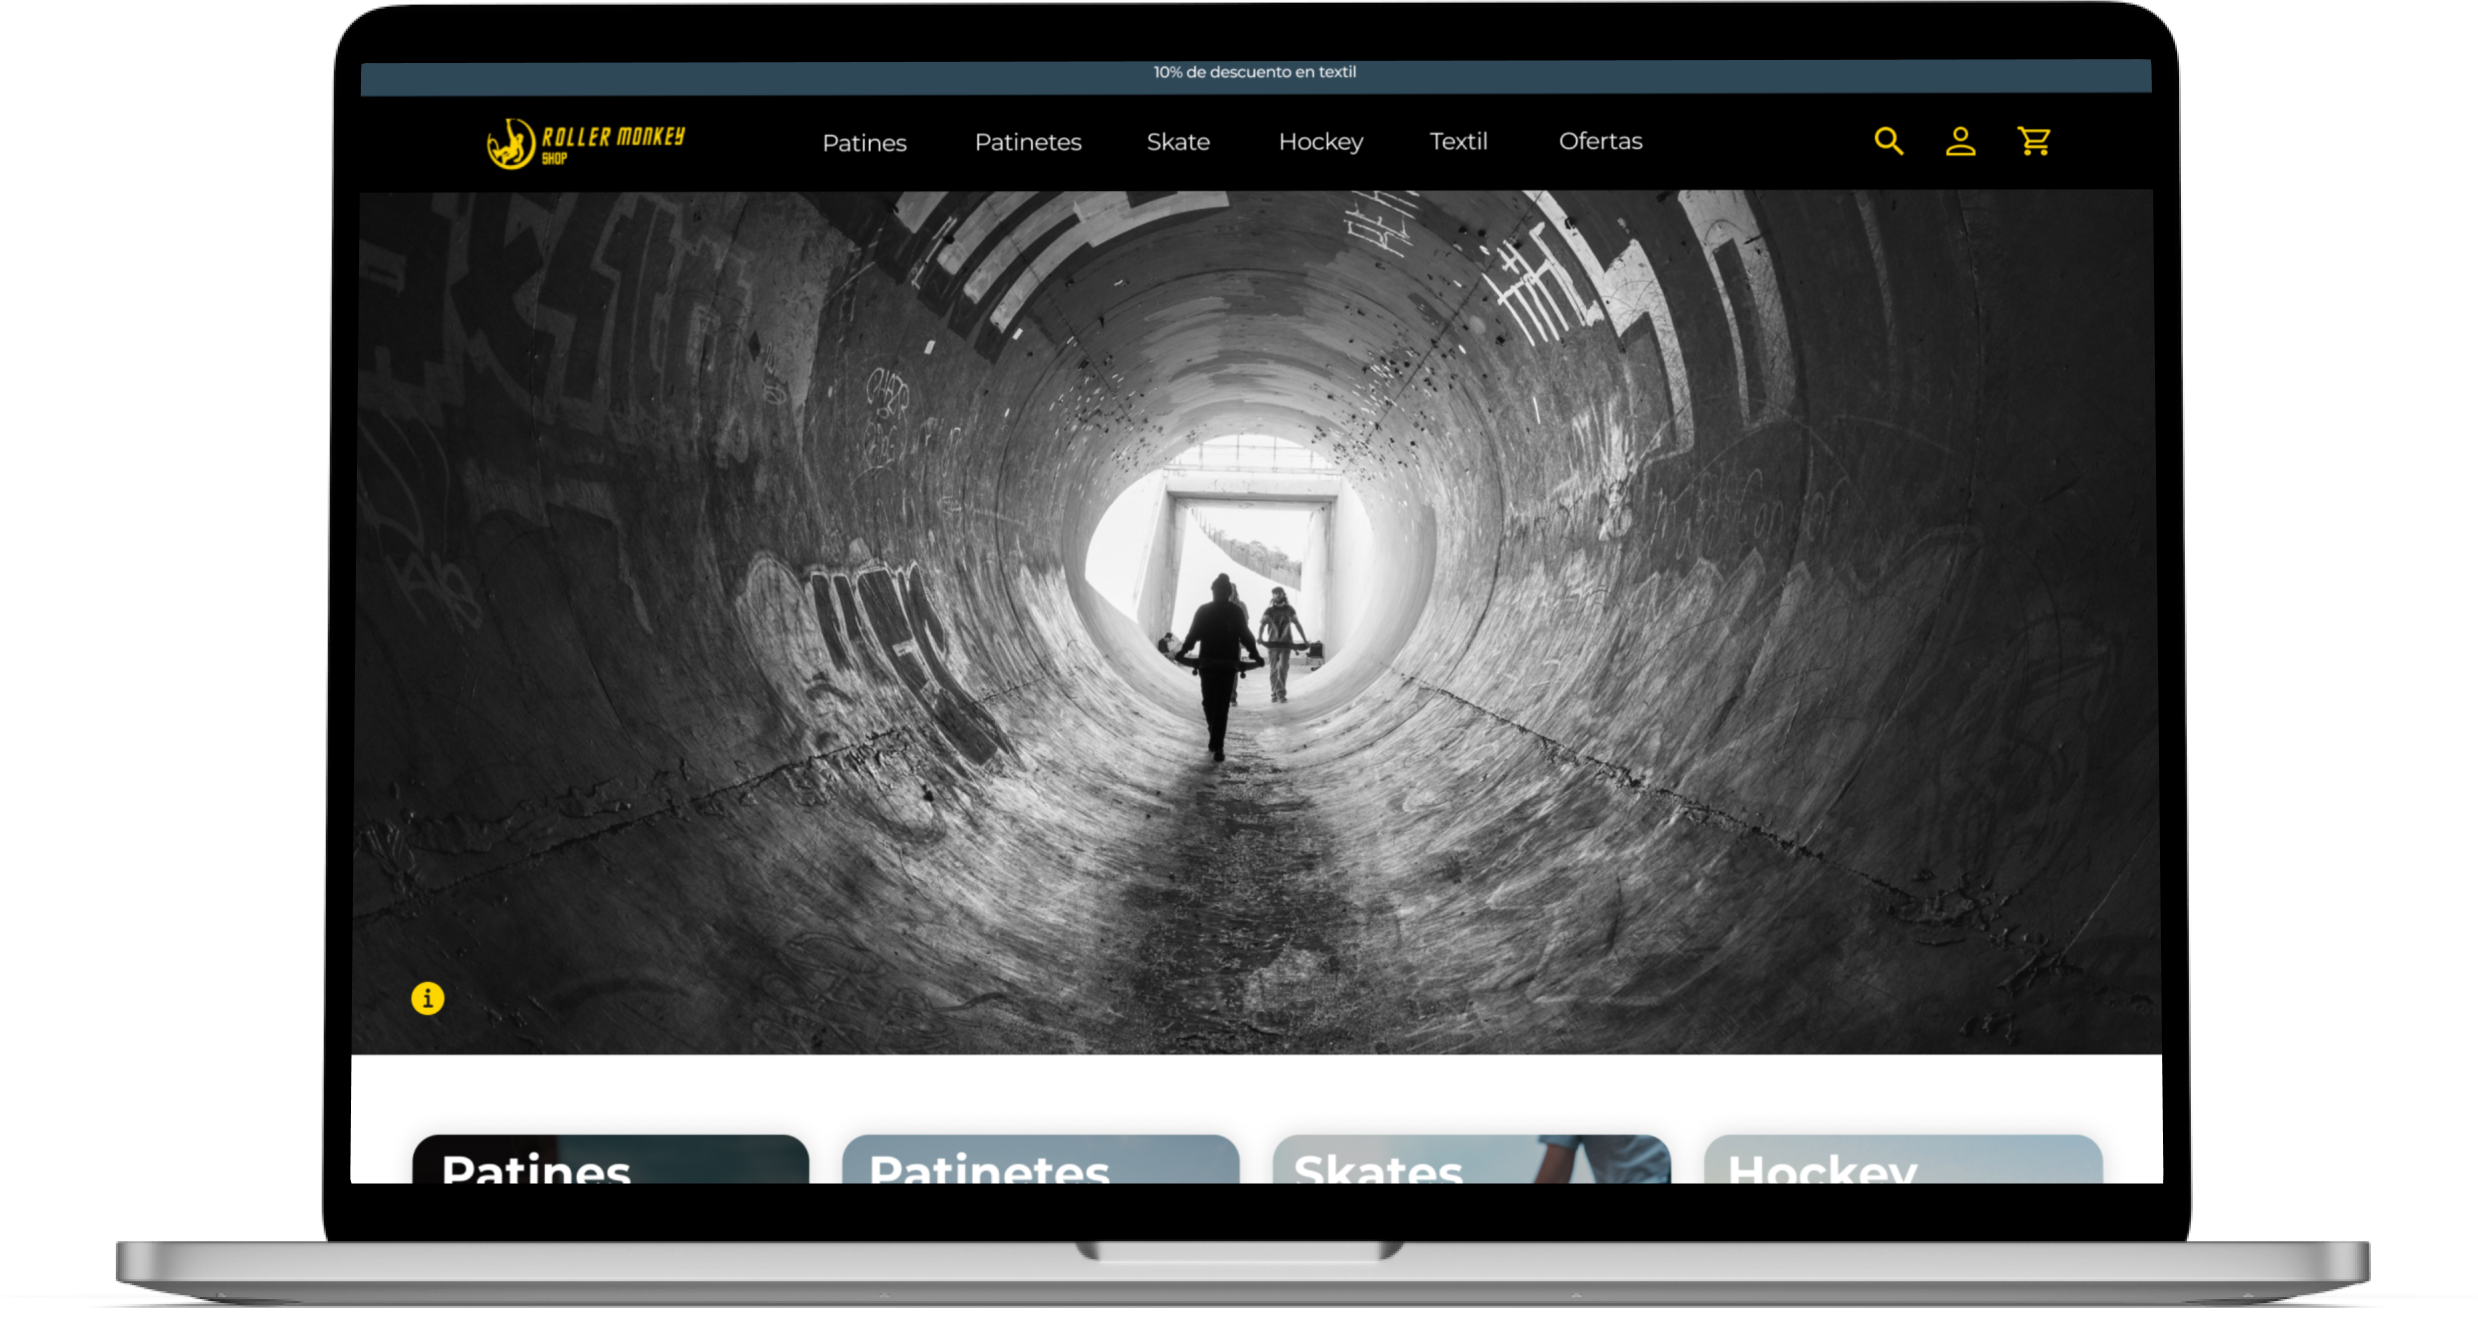 10% de descuento en textil
ROLLER MONKEY
SHOP
Patines
Patinetes
Skate
Hockey
Textil
Ofertas
i
Patines
Patinetes
Skates
Hockey